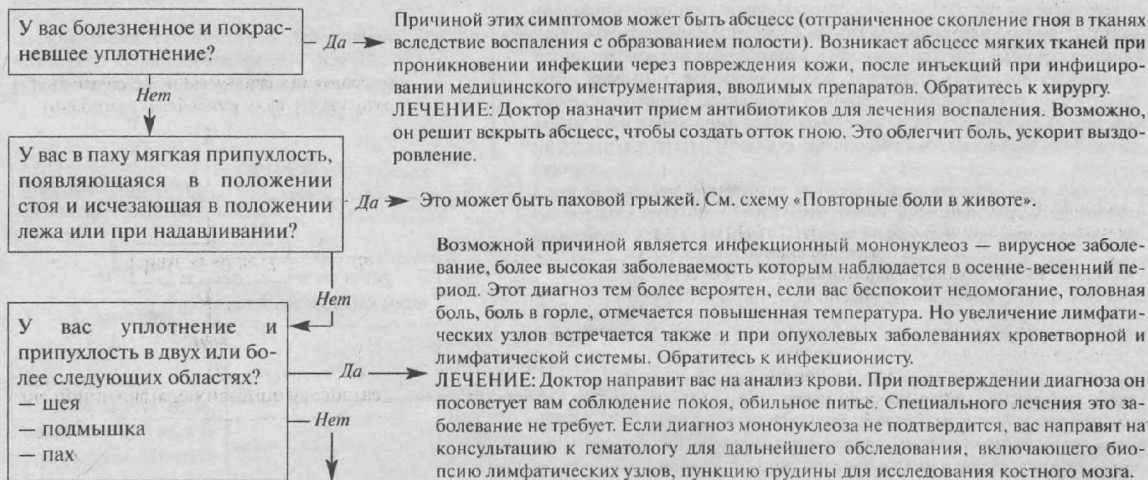 У вас болезненное и покрас-
невшее уплотнение?
Да
Причиной этих симптомов может быть абсцесс (отграниченное скопление гноя в тканях
вследствие воспаления с образованием полости). Возникает абсцесс мягких тканей при
проникновении инфекции через повреждения кожи, после инъекций при инфициро-
вании медицинского инструментария, вводимых препаратов. Обратитесь к хирургу.
ЛЕЧЕНИЕ: Доктор назначит прием антибиотиков для лечения воспаления. Возможно,
он решит вскрыть абсцесс, чтобы создать отток гною. Это облегчит боль, ускорит выздо-
ровление.
Нет
У вас в паху мягкая припухлость,
появляющаяся в положении
стоя и исчезающая в положении
лежа или при надавливании?
Да
Это может быть паховой грыжей. См. схему «Повторные боли в животе».
Нет
У вас уплотнение и
припухлость в двух или бо-
лее следующих областях?
— шея
— подмышка
— пах
Да
Возможной причиной является инфекционный мононуклеоз — вирусное заболе-
вание, более высокая заболеваемость которым наблюдается в осенне-весенний пе-
риод. Этот диагноз тем более вероятен, если вас беспокоит недомогание, головная
боль, боль в горле, отмечается повышенная температура. Но увеличение лимфати-
ческих узлов встречается также и при опухолевых заболеваниях кроветворной и
лимфатической системы. Обратитесь к инфекционисту.
ЛЕЧЕНИЕ: Доктор направит вас на анализ крови. При подтверждении диагноза он
посоветует вам соблюдение покоя, обильное питье. Специального лечения это за-
болевание не требует. Если диагноз мононуклеоза не подтвердится, вас направят на
консультацию к гематологу для дальнейшего обследования, включающего био-
псию лимфатических узлов, пункцию грудины для исследования костного мозга.
Нет